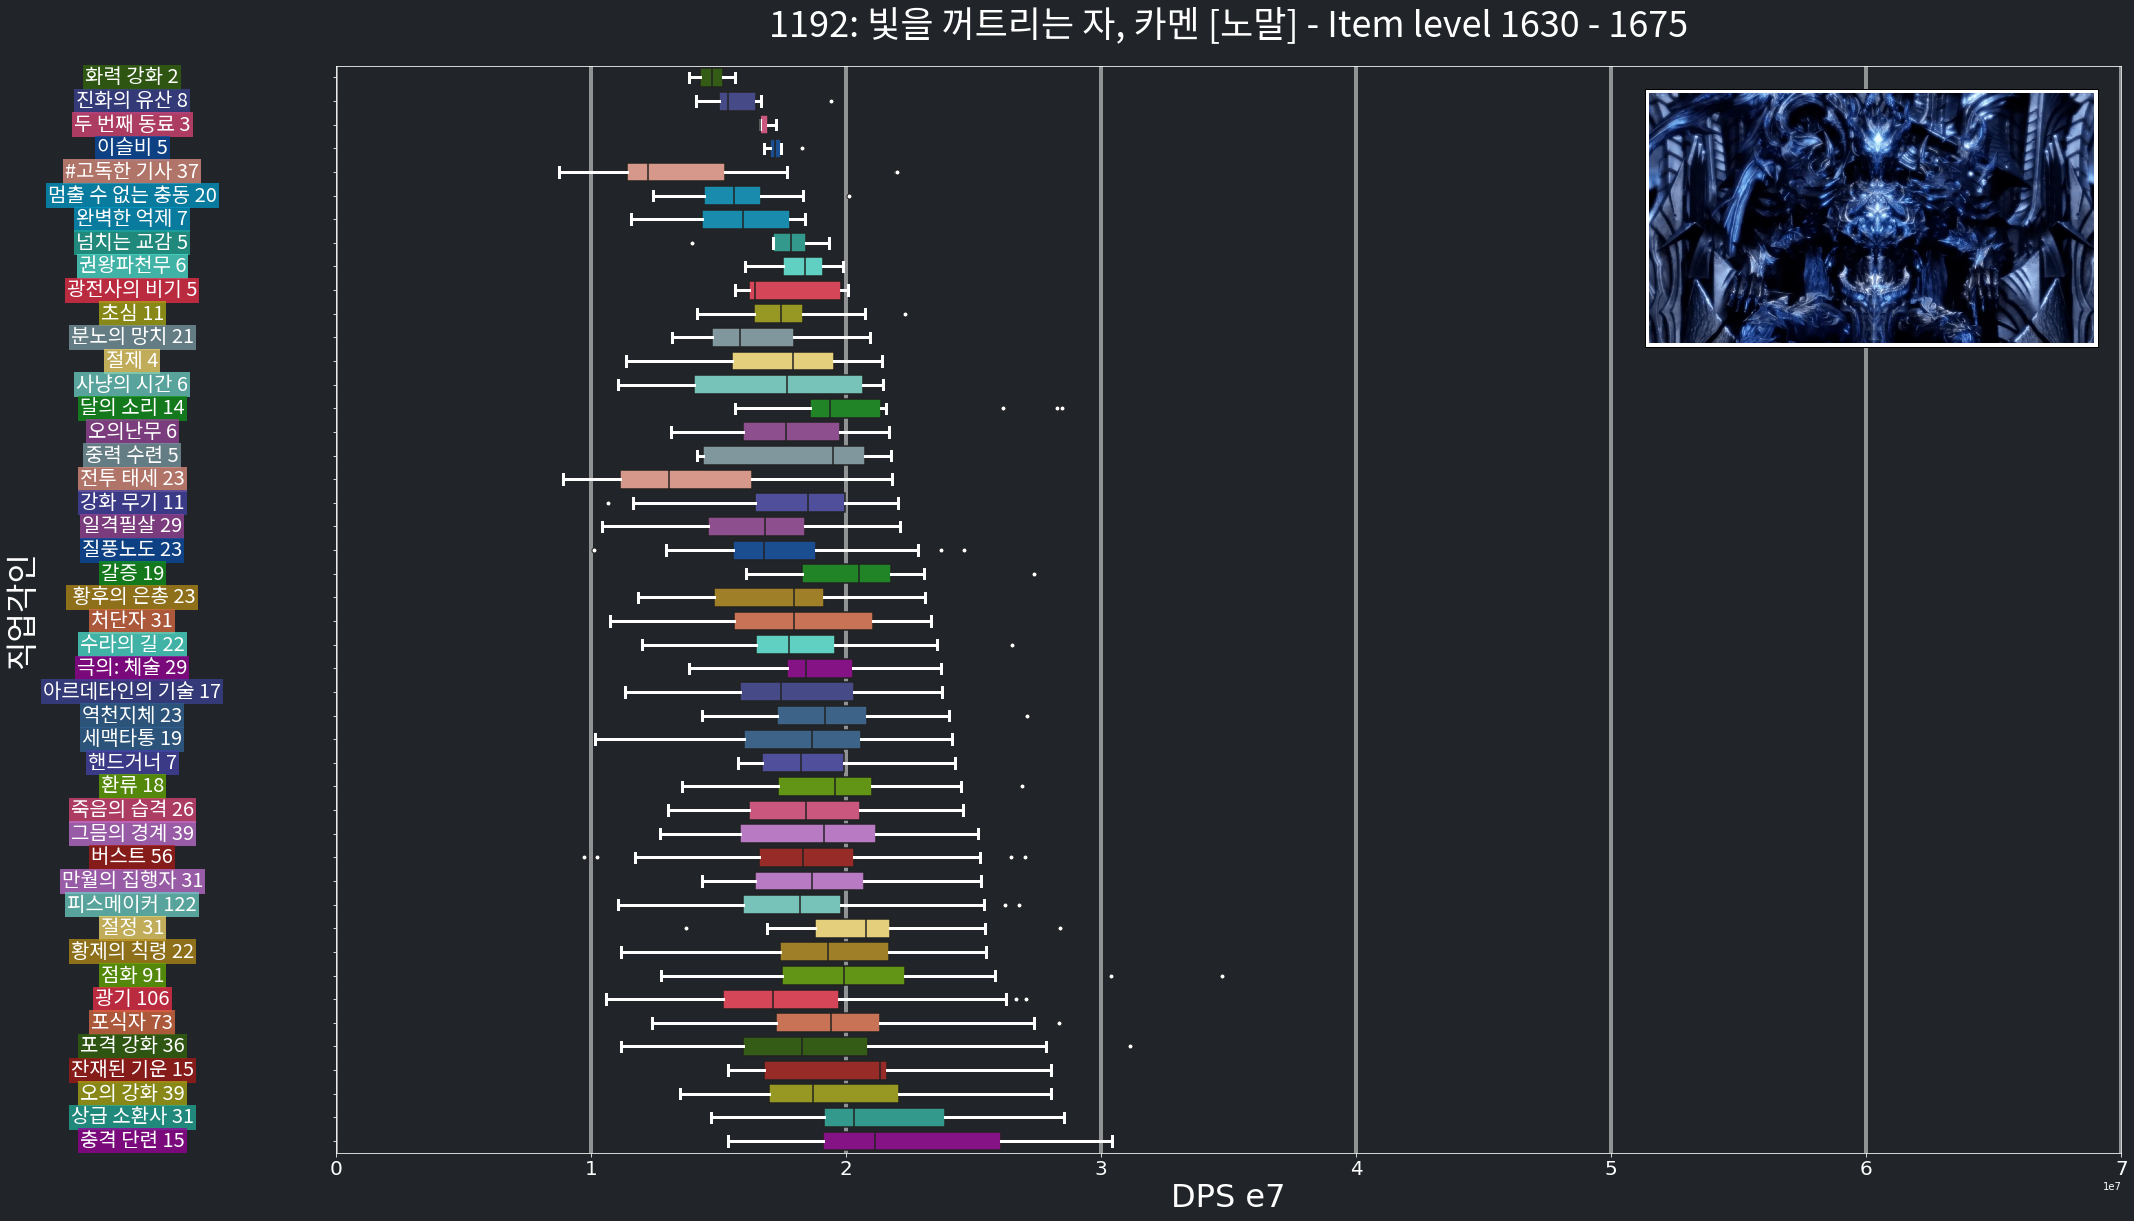 1192: 빛을 꺼트리는 자, 카멘 [노말] - Item level 1630 - 1675
직업각인
화력 강화 2
진화의 유산 8
두 번째 동료 3
이슬비 5
#고독한 기사 37
멈출 수 없는 충동 20
완벽한 억제 7
넘치는 교감 5
권왕파천무 6
광전사의 비기 5
초심 11
분노의 망치 21
절제 4
사냥의 시간 6
달의 소리 14
오의난무 6
중력 수련 5
전투 태세 23
강화 무기 11
일격필살 29
질풍노도 23
갈증 19
황후의 은총 23
처단자 31
수라의 길 22
극의: 체술 29
아르데타인의 기술 17
역천지체 23
세맥타통 19
핸드거너 7
환류 18
죽음의 습격 26
그믐의 경계 39
버스트 56
만월의 집행자 31
피스메이커 122
절정 31
황제의 칙령 22
점화 91
광기 106
포식자 73
포격 강화 36
잔재된 기운 15
오의 강화 39
상급 소환사 31
충격 단련 15
0 1 2 3 4 5 6 7
1e7
DPS e7